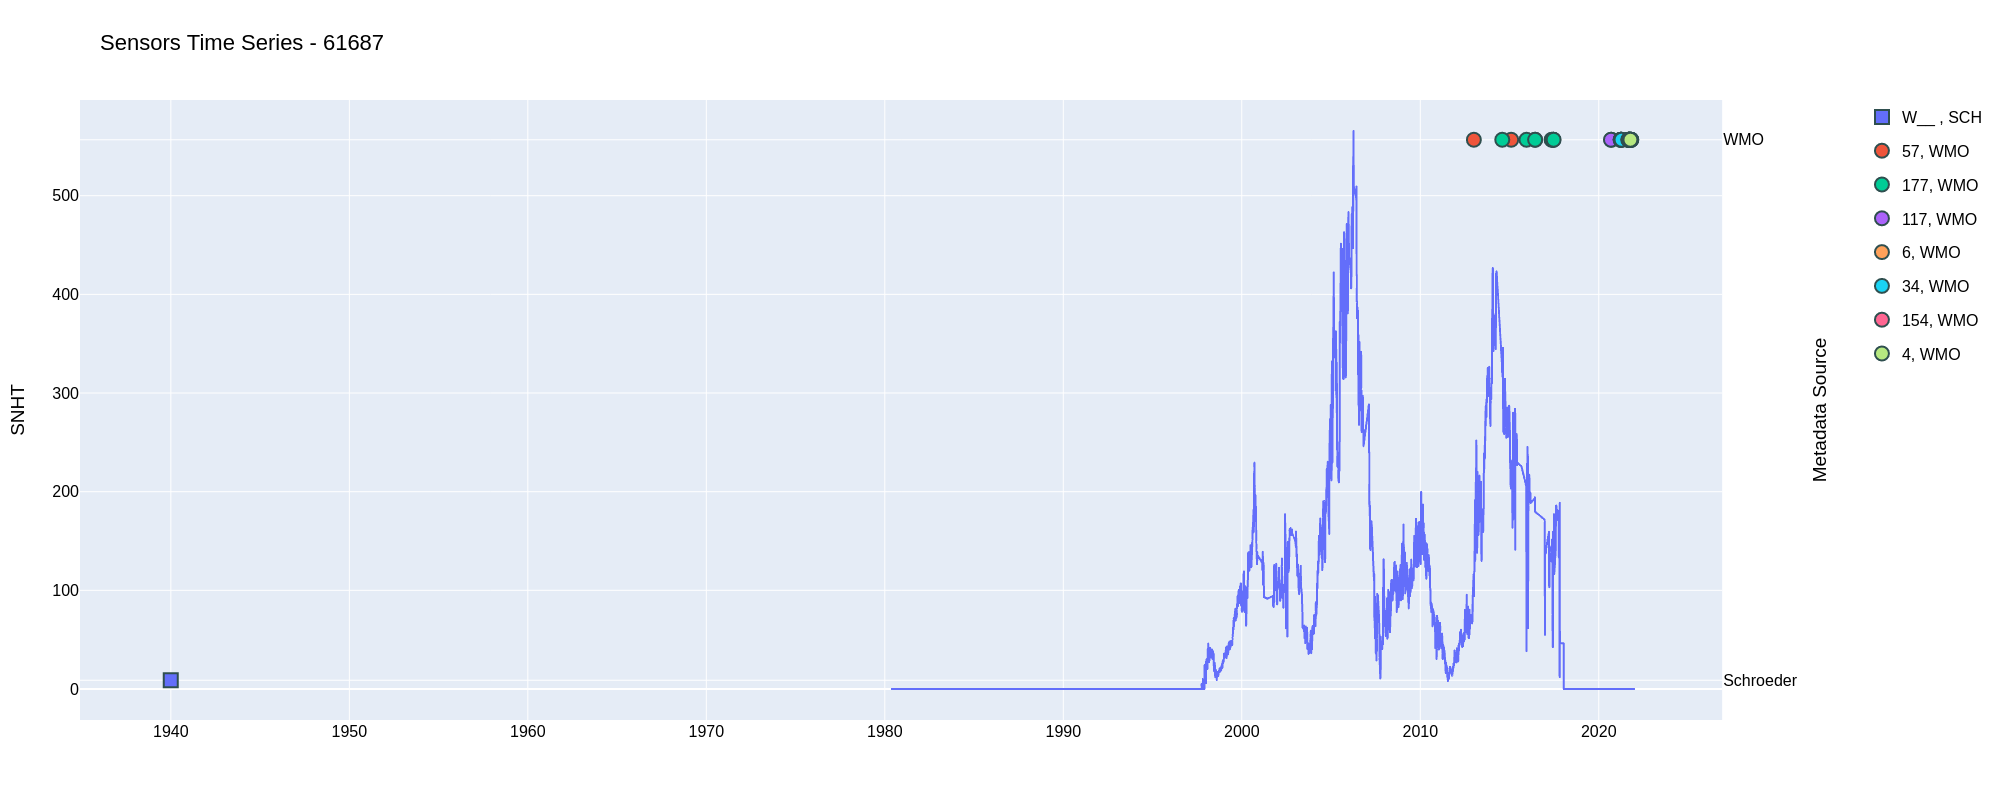 Sensors Time Series - 61687
SNHT
500
400
300
200
100
0
1940
1950
1960
1970
1980
1990
2000
2010
2020
WMO
Schroeder
Metadata Source
W__ , SCH
57, WMO
177, WMO
117, WMO
6, WMO
34, WMO
154, WMO
4, WMO